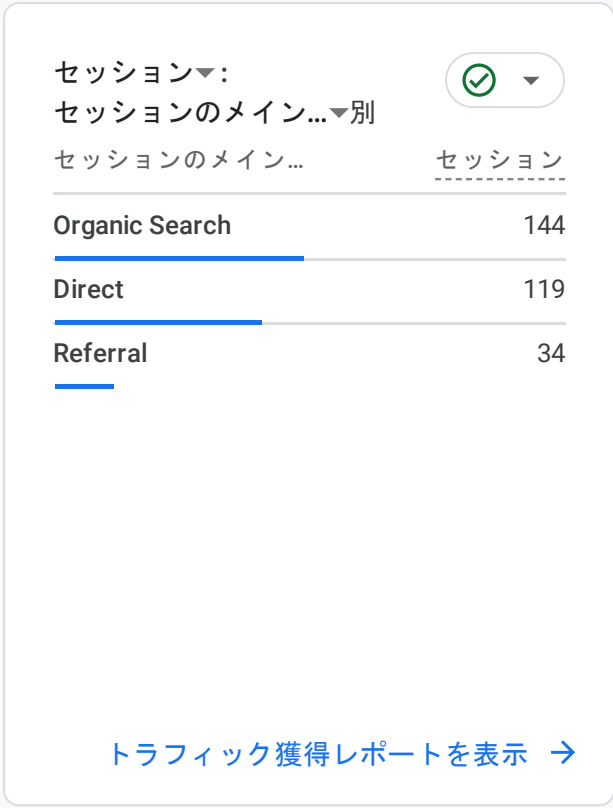 セッション:
セッションのメイン...別
セッションのメイン... セッション
Organic Search 144
Direct 119
Referral 34
トラフィック獲得レポートを表示